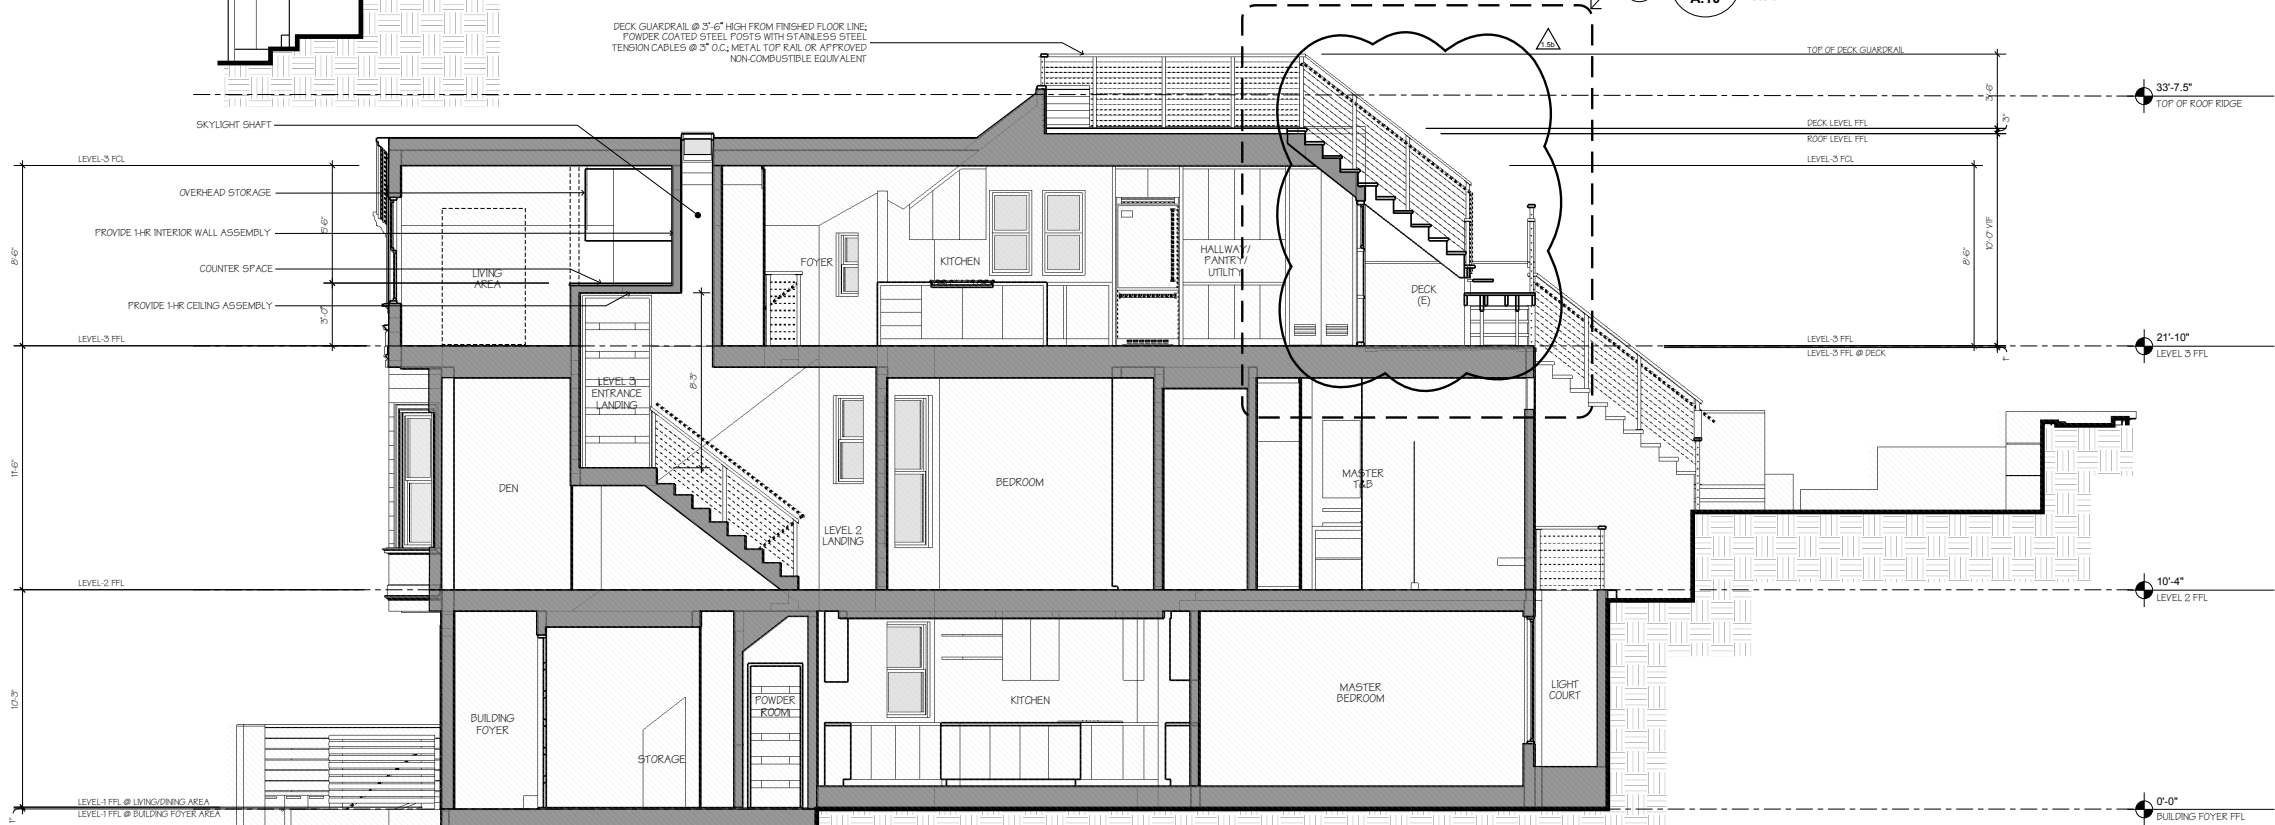 DECK GUARDRAIL @ 3'-6" HIGH FROM FINISHED FLOOR LINE;
POWDER COATED STEEL POSTS WITH STAINLESS STEEL
TENSION CABLES @ 3" O.C.; METAL TOP RAIL OR APPROVED
NON-COMBUSTIBLE EQUIVALENT
A.10
1.5b
TOP OF DECK GUARDRAIL
3'-6"
33'-7.5"
TOP OF ROOF RIDGE
SKYLIGHT SHAFT
DECK LEVEL FFL
3"
ROOF LEVEL FFL
LEVEL-3 FCL
LEVEL-3 FCL
OVERHEAD STORAGE
5'-6"
PROVIDE 1-HR INTERIOR WALL ASSEMBLY
8'-6"
COUNTER SPACE
PROVIDE 1-HR CEILING ASSEMBLY
3'-0"
LIVING
AREA
FOYER
KITCHEN
HALLWAY/
PANTRY/
UTILITY
DECK
(E)
8'-6"
10'-0" VIF
LEVEL-3 FFL
LEVEL-3 FFL
LEVEL-3 FFL @ DECK
1"
21'-10"
LEVEL 3 FFL
LEVEL 3
ENTRANCE
LANDING
8'-3"
11'-6"
DEN
LEVEL 2
LANDING
BEDROOM
MASTER
T&B
LEVEL-2 FFL
10'-4"
LEVEL 2 FFL
10'-3"
BUILDING
FOYER
STORAGE
POWDER
ROOM
KITCHEN
MASTER
BEDROOM
LIGHT
COURT
LEVEL-1 FFL @ LIVING/DINING AREA
LEVEL-1 FFL @ BUILDING FOYER AREA
1"
0'-0"
BUILDING FOYER FFL